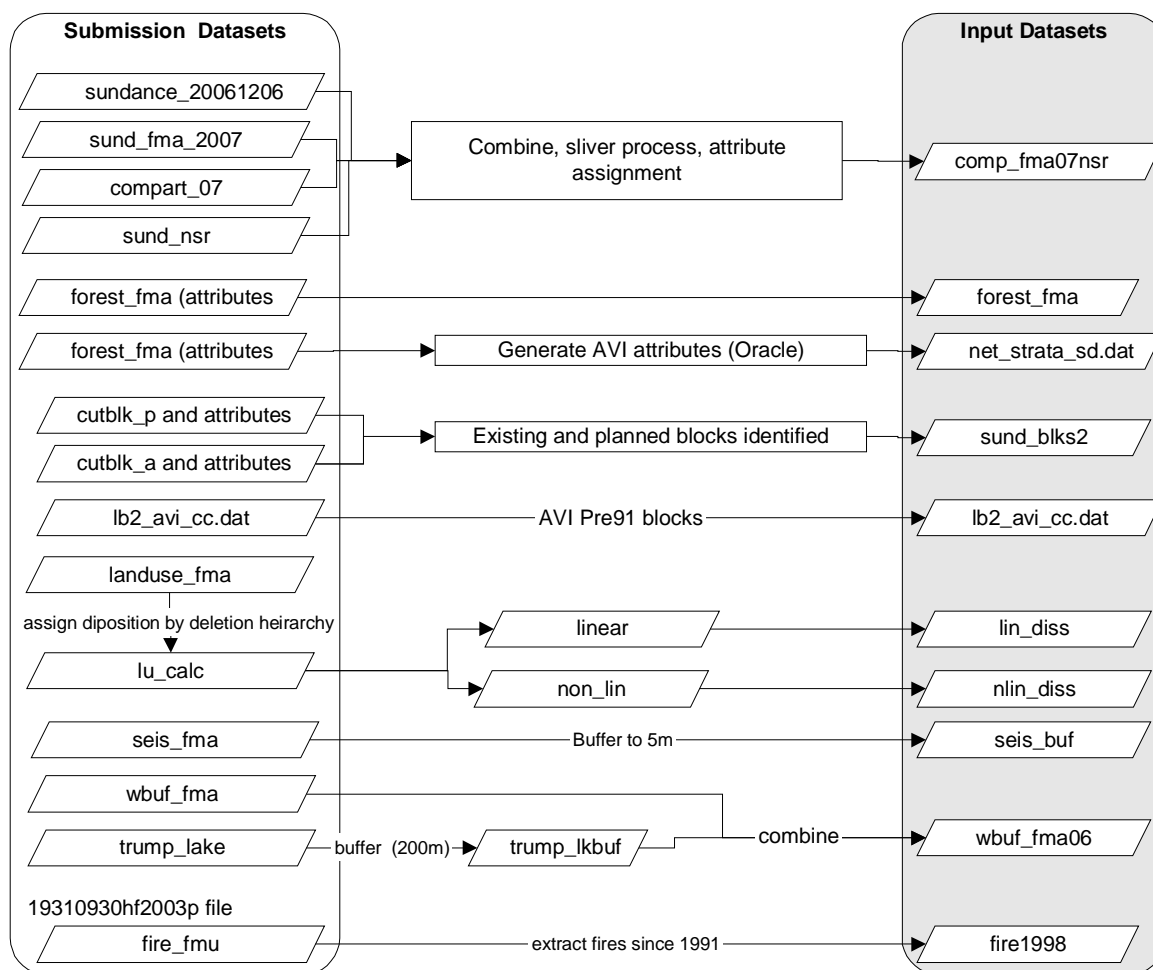 Submission Datasets
Input Datasets
sundance_20061206
sund_fma_2007
compart_07
sund_nsr
Combine, sliver process, attribute
assignment
comp_fma07nsr
forest_fma (attributes
forest_fma
forest_fma (attributes
Generate AVI attributes (Oracle)
net_strata_sd.dat
cutblk_p and attributes
cutblk_a and attributes
Existing and planned blocks identified
sund_blks2
lb2_avi_cc.dat
AVI Pre91 blocks
lb2_avi_cc.dat
landuse_fma
assign diposition by deletion heirarchy
lu_calc
linear
lin_diss
non_lin
nlin_diss
seis_fma
Buffer to 5m
seis_buf
wbuf_fma
trump_lake
buffer (200m)
trump_lkbuf
combine
wbuf_fma06
19310930hf2003p file
fire_fmu
extract fires since 1991
fire1998